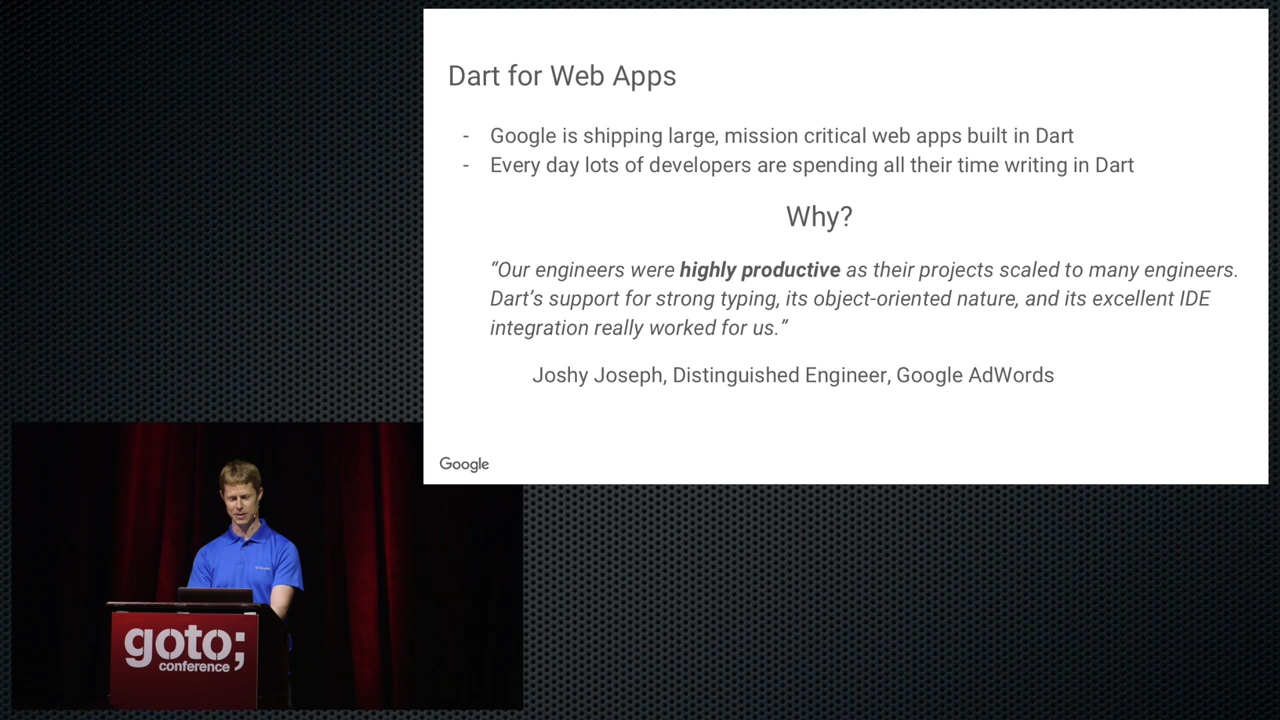 Dart for Web Apps
- Google is shipping large, mission critical web apps built in Dart
- Every day lots of developers are spending all their time writing in Dart
Why?
“Our engineers were highly productive as their projects scaled to many engineers.
Dart’s support for strong typing, its object-oriented nature, and its excellent IDE
integration really worked for us.”
Joshy Joseph, Distinguished Engineer, Google AdWords
Google
goto;
conference